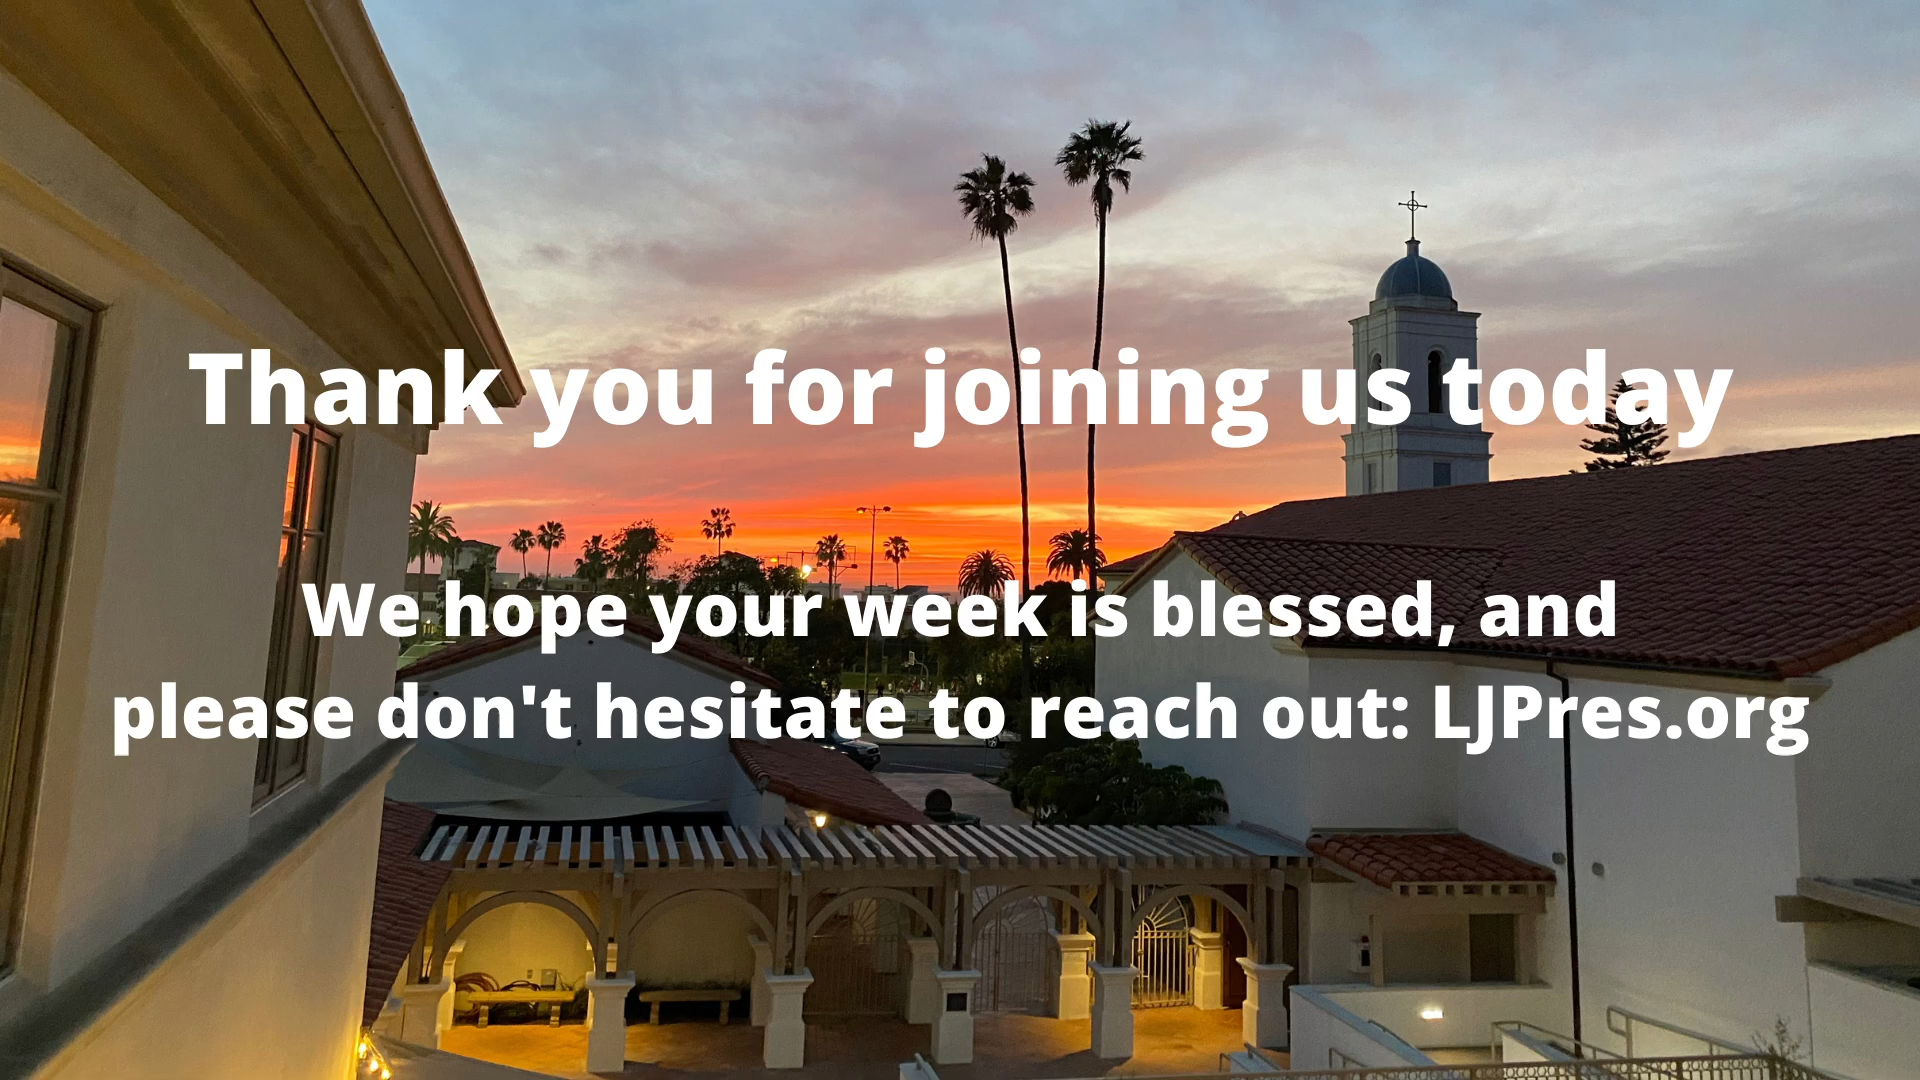 Thank you for joining us today
We hope your week is blessed, and
please don't hesitate to reach out: LJPres.org